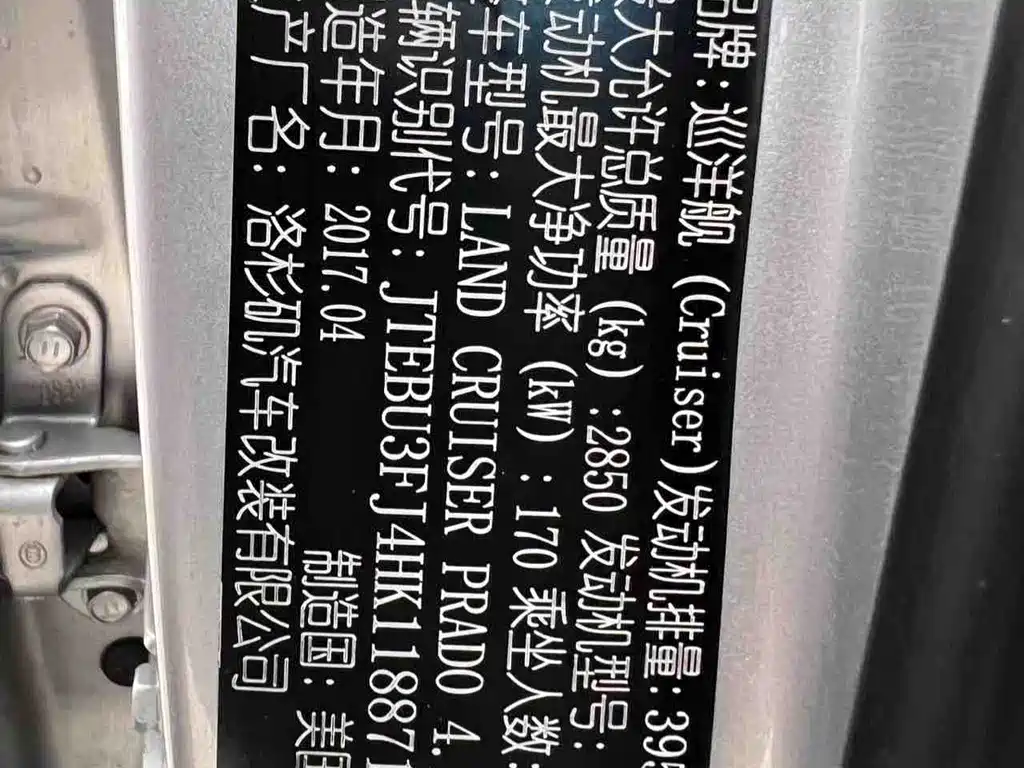 品牌:巡洋舰 (Cruiser)发动机排量:395
最大允许总质量 (kg) :2850 发动机型号:
发动机最大净功率 (kW) :170 乘坐人数:
车型号: LAND CRUISER PRADO 4.
辆识别代号: JTEBU3FJ4HK11887
造年月: 2017.04 制造国: 美国
产厂名: 洛杉矶汽车改装有限公司